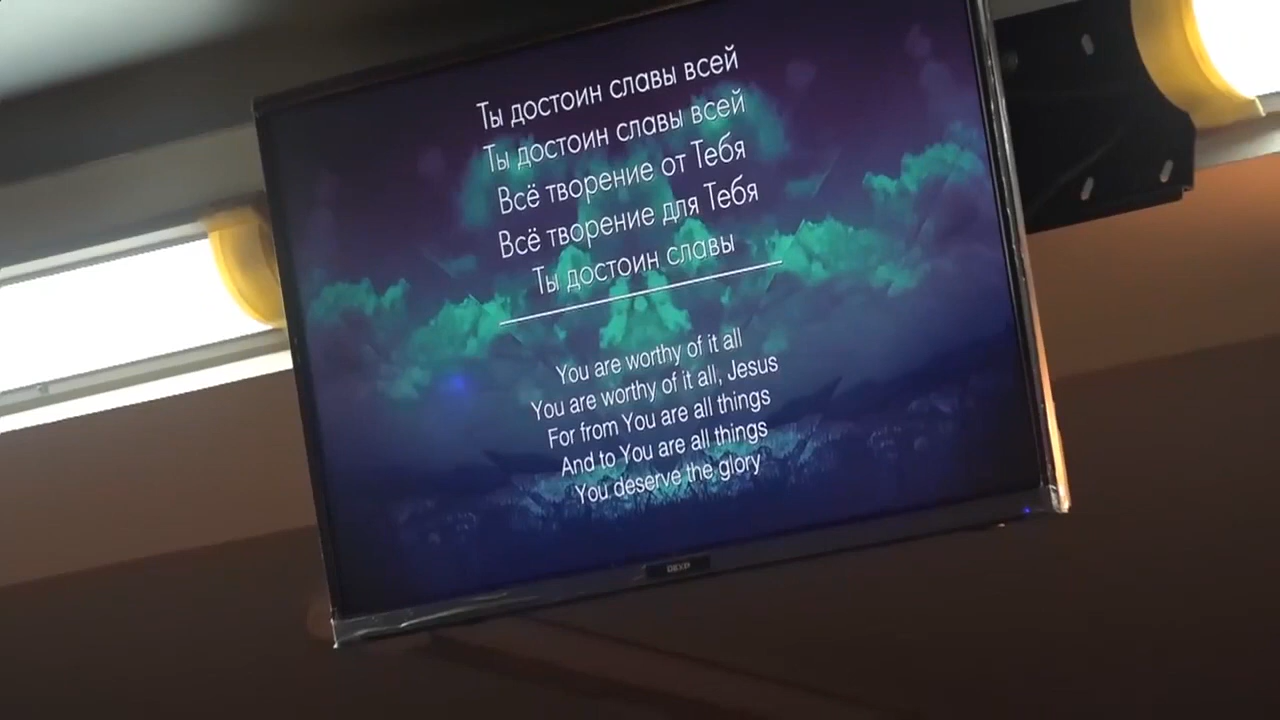 Ты достоин славы всей
Ты достоин славы всей
Всё творение от Тебя
Всё творение для Тебя
Ты достоин славы
You are worthy of it all
You are worthy of it all, Jesus
For from You are all things
And to You are all things
You deserve the glory